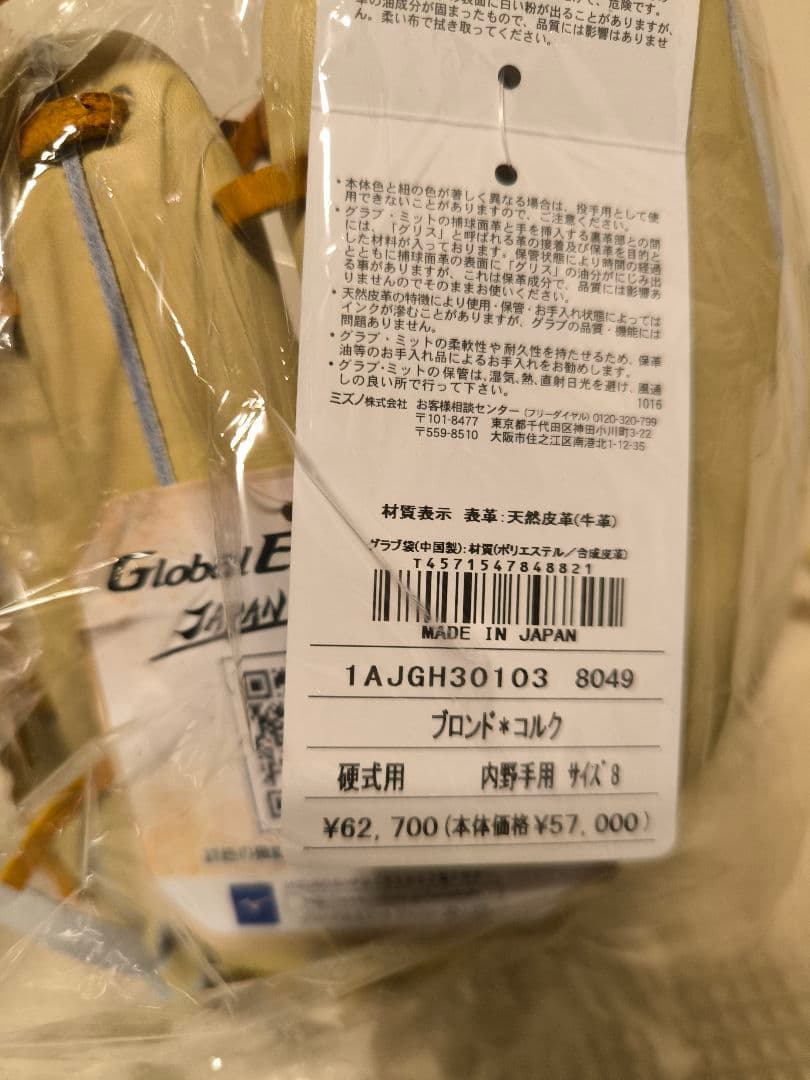 表面に白い粉が出ることがありますが、
革の油成分が固まったもので、品質には影響はありませ
ん。柔い布で拭き取ってください。
・本体色と紐の色が著しく異なる場合は、投手用として使
用できないことがありますので、ご注意ください。
・グラブ・ミットの捕球面革と手を挿入する裏革部との間
には、「グリス」と呼ばれる革の接着及び保革を目的と
した材料が入っております。保管状態により時間の経過
とともに捕球面革の表面に「グリス」の油分がにじみ出
る事がありますが、これは保革成分で、品質には影響あ
りませんのでそのままお使いください。
・天然皮革の特徴により使用・保管・お手入れ状態によっては
インクが滲むことがありますが、グラブの品質・機能には
問題ありません。
・グラブ・ミットの柔軟性や耐久性を持たせるため、保革
油等のお手入れ品によるお手入れをお勧めします。
・グラブ・ミットの保管は、湿気、熱、直射日光を避け、風通
しの良い所で行って下さい。
1016
ミズノ株式会社 お客様相談センター (フリーダイヤル) 0120-320-799
〒101-8477 東京都千代田区神田小川町3-22
〒559-8510 大阪市住之江区南港北1-12-35
材質表示 表革:天然皮革(牛革)
グラブ袋(中国製):材質(ポリエステル/合成皮革)
T4571547848821
MADE IN JAPAN
1AJGH30103 8049
ブロンド*コルク
硬式用 内野手用 サイズ8
¥62,700(本体価格¥57,000)
Global E
JAPAN